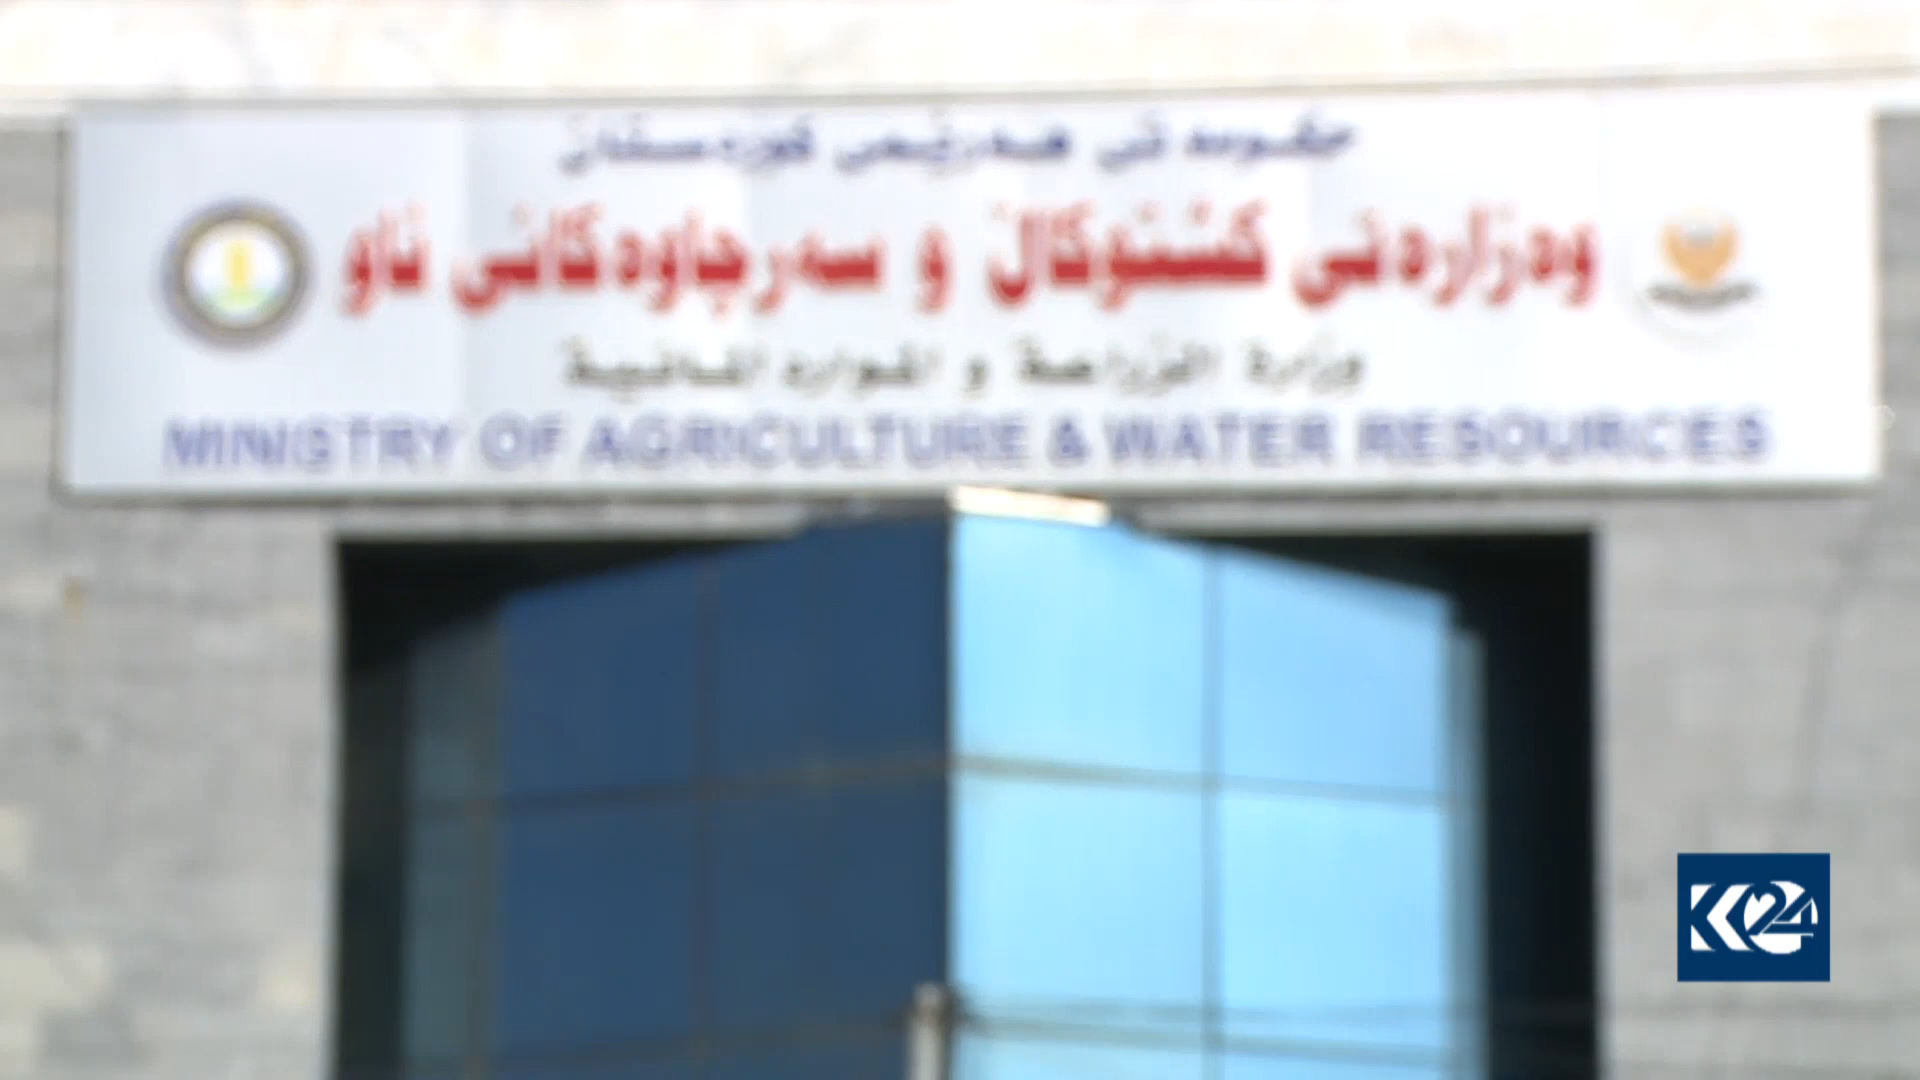 حکومەتی هەرێمی کوردستان
وەزارەتی کشتوکاڵ و سەرچاوەکانی ئاو
وزارة الزراعة و الموارد المائية
MINISTRY OF AGRICULTURE & WATER RESOURCES
K24